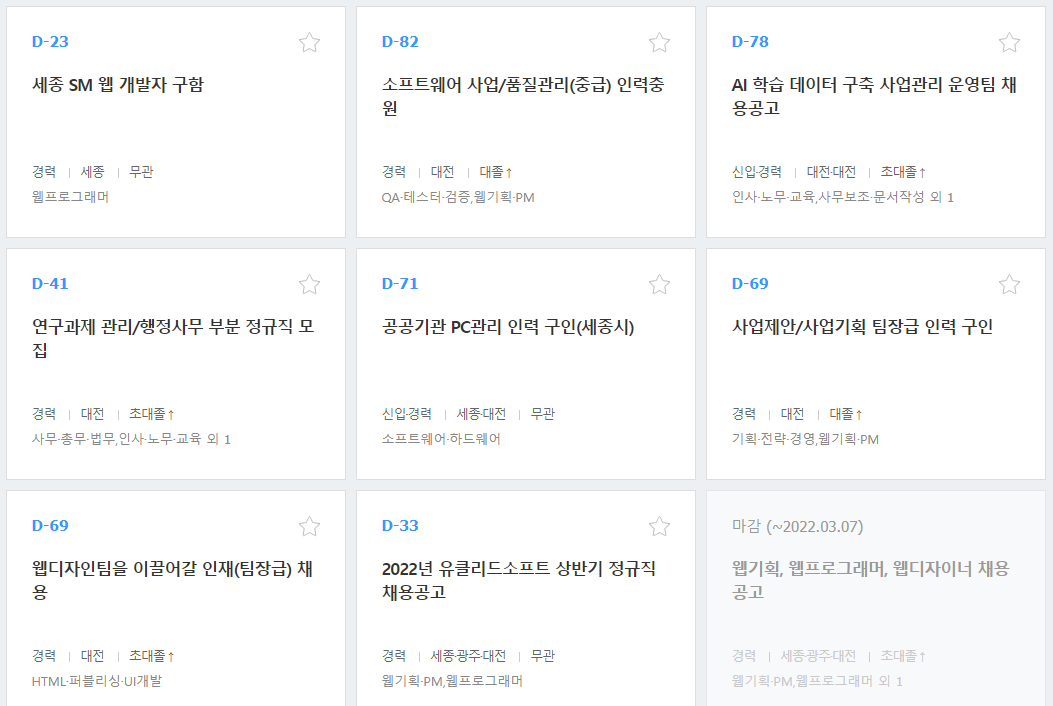 D-23
세종 SM 웹 개발자 구함
경력 | 세종 | 무관
웹프로그래머
D-82
소프트웨어 사업/품질관리(중급) 인력충
원
경력 | 대전 | 대졸↑
QA·테스터·검증,웹기획·PM
D-78
AI 학습 데이터 구축 사업관리 운영팀 채
용공고
신입·경력 | 대전·대전 | 초대졸↑
인사·노무·교육,사무보조·문서작성 외 1
D-41
연구과제 관리/행정사무 부분 정규직 모
집
경력 | 대전 | 초대졸↑
사무·총무·법무,인사·노무·교육 외 1
D-71
공공기관 PC관리 인력 구인(세종시)
신입·경력 | 세종·대전 | 무관
소프트웨어·하드웨어
D-69
사업제안/사업기획 팀장급 인력 구인
경력 | 대전 | 대졸↑
기획·전략·경영,웹기획·PM
D-69
웹디자인팀을 이끌어갈 인재(팀장급) 채
용
경력 | 대전 | 초대졸↑
HTML·퍼블리싱·UI개발
D-33
2022년 유클리드소프트 상반기 정규직
채용공고
경력 | 세종·광주·대전 | 무관
웹기획·PM,웹프로그래머
마감 (~2022.03.07)
웹기획, 웹프로그래머, 웹디자이너 채용
공고
경력 | 세종·광주·대전 | 초대졸↑
웹기획·PM,웹프로그래머 외 1